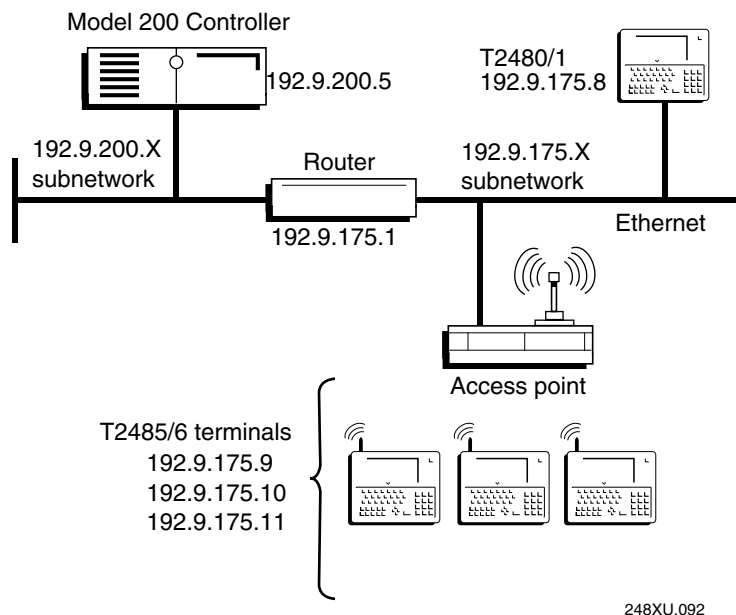 Model 200 Controller
192.9.200.5
T2480/1
192.9.175.8
192.9.200.X
subnetwork
Router
192.9.175.1
192.9.175.X
subnetwork
Ethernet
Access point
T2485/6 terminals
192.9.175.9
192.9.175.10
192.9.175.11
248XU.092